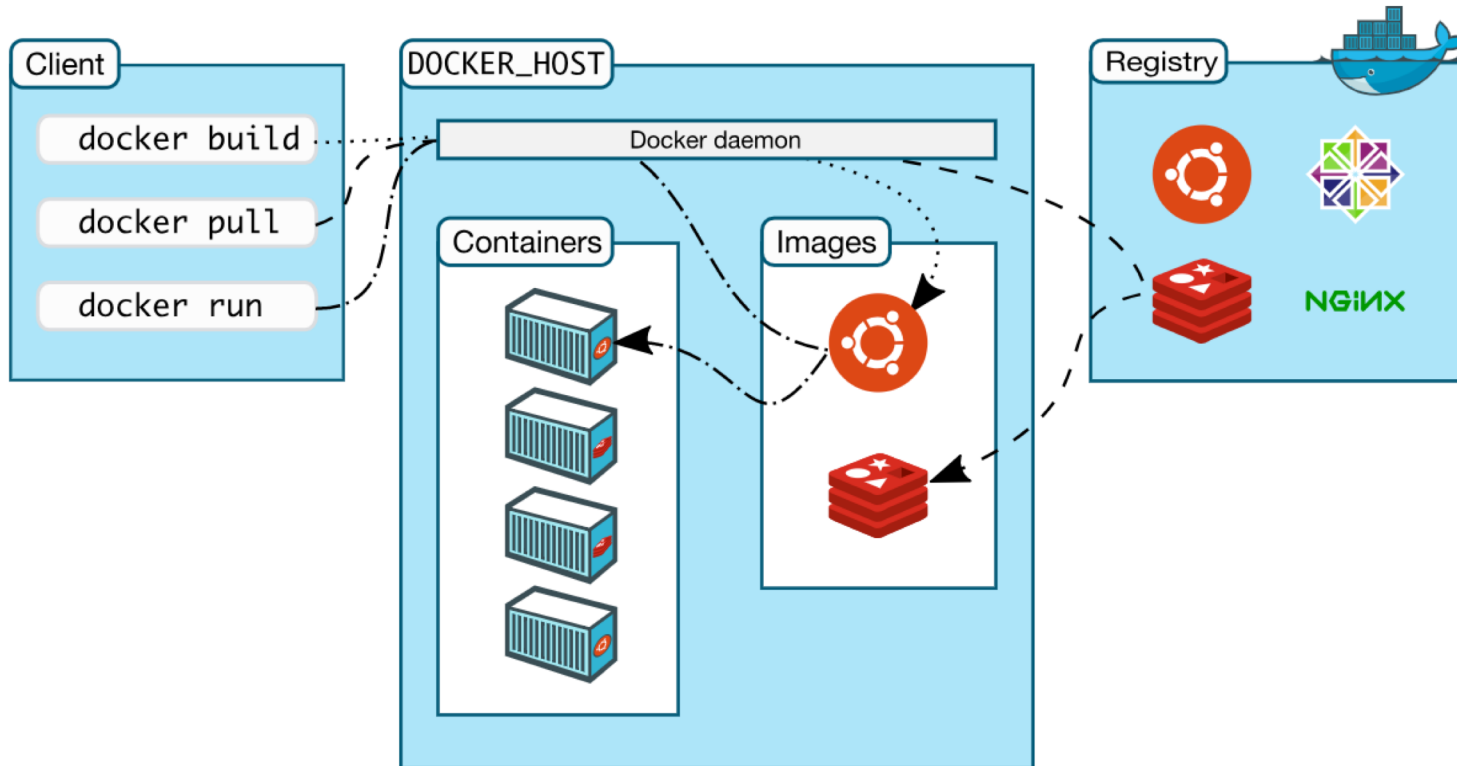 Client
docker build
docker pull
docker run
DOCKER_HOST
Docker daemon
Containers
Images
Registry
NGiNX